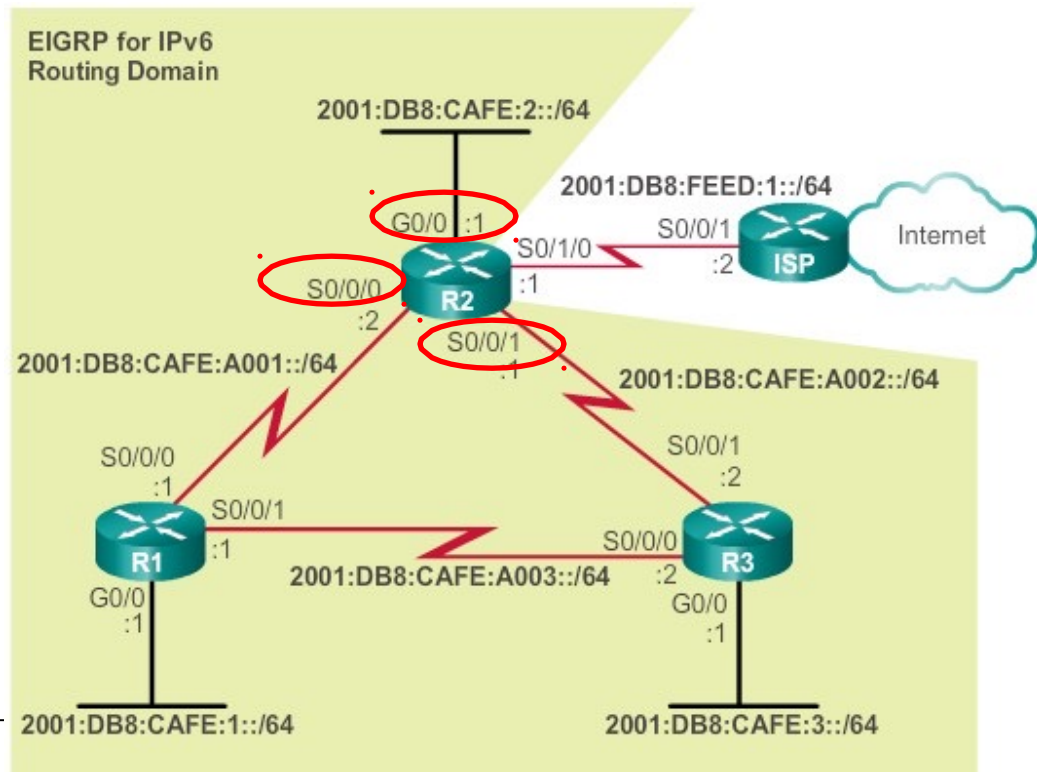 EIGRP for IPv6
Routing Domain
2001:DB8:CAFE:2::/64
2001:DB8:FEED:1::/64
G0/0 :1
S0/0/1
Internet
S0/1/0
:2
ISP
S0/0/0
:1
R2
:2
S0/0/1
:1
2001:DB8:CAFE:A001::/64
2001:DB8:CAFE:A002::/64
S0/0/0
:1
S0/0/1
:2
S0/0/1
:1
S0/0/0
:2
R1
R3
2001:DB8:CAFE:A003::/64
G0/0
:1
G0/0
:1
2001:DB8:CAFE:1::/64
2001:DB8:CAFE:3::/64